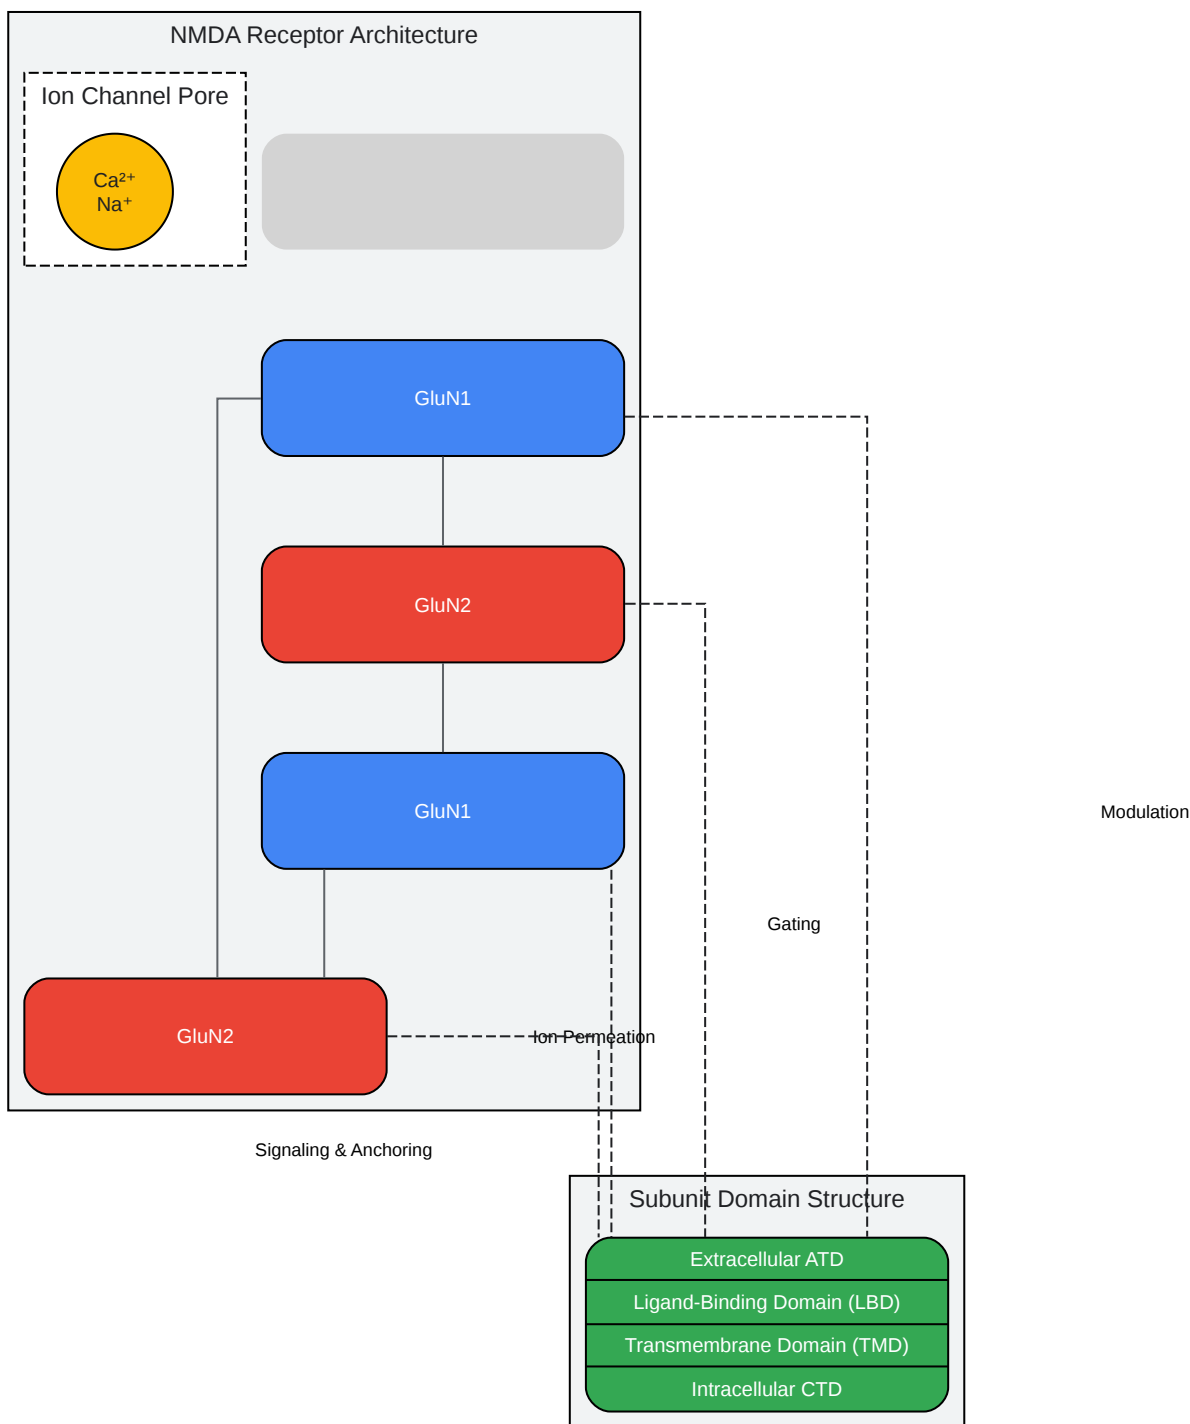 NMDA Receptor Architecture
Ion Channel Pore
Ca²⁺
Na⁺
GluN1
GluN2
GluN1
Modulation
Gating
GluN2
Ion Permeation
Signaling & Anchoring
Subunit Domain Structure
Extracellular ATD
Ligand-Binding Domain (LBD)
Transmembrane Domain (TMD)
Intracellular CTD